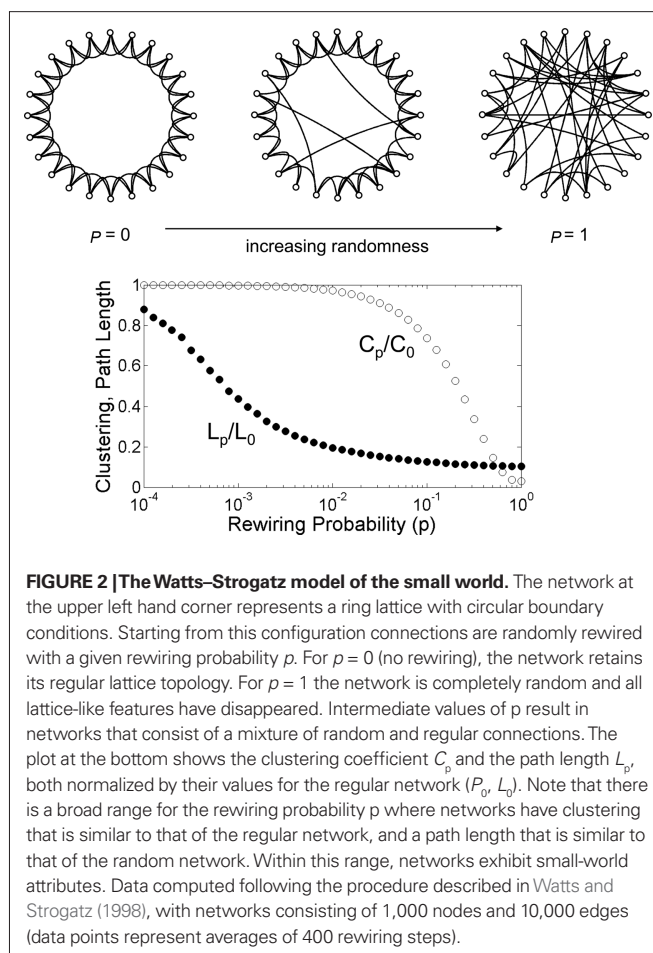 P = 0
increasing randomness
P = 1
Clustering, Path Length
1
0.8
0.6
0.4
0.2
0
Cp/C0
Lp/L0
10-4
10-3
10-2
10-1
100
Rewiring Probability (p)
FIGURE 2 | The Watts–Strogatz model of the small world. The network at
the upper left hand corner represents a ring lattice with circular boundary
conditions. Starting from this configuration connections are randomly rewired
with a given rewiring probability p. For p = 0 (no rewiring), the network retains
its regular lattice topology. For p = 1 the network is completely random and all
lattice-like features have disappeared. Intermediate values of p result in
networks that consist of a mixture of random and regular connections. The
plot at the bottom shows the clustering coefficient Cp and the path length Lp,
both normalized by their values for the regular network (P0, L0). Note that there
is a broad range for the rewiring probability p where networks have clustering
that is similar to that of the regular network, and a path length that is similar to
that of the random network. Within this range, networks exhibit small-world
attributes. Data computed following the procedure described in Watts and
Strogatz (1998), with networks consisting of 1,000 nodes and 10,000 edges
(data points represent averages of 400 rewiring steps).